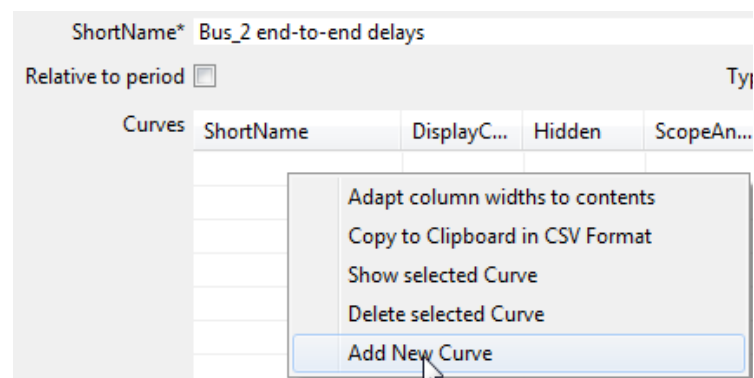 ShortName* Bus_2 end-to-end delays
Relative to period Typ
Curves ShortName DisplayC... Hidden ScopeAn...
Adapt column widths to contents
Copy to Clipboard in CSV Format
Show selected Curve
Delete selected Curve
Add New Curve